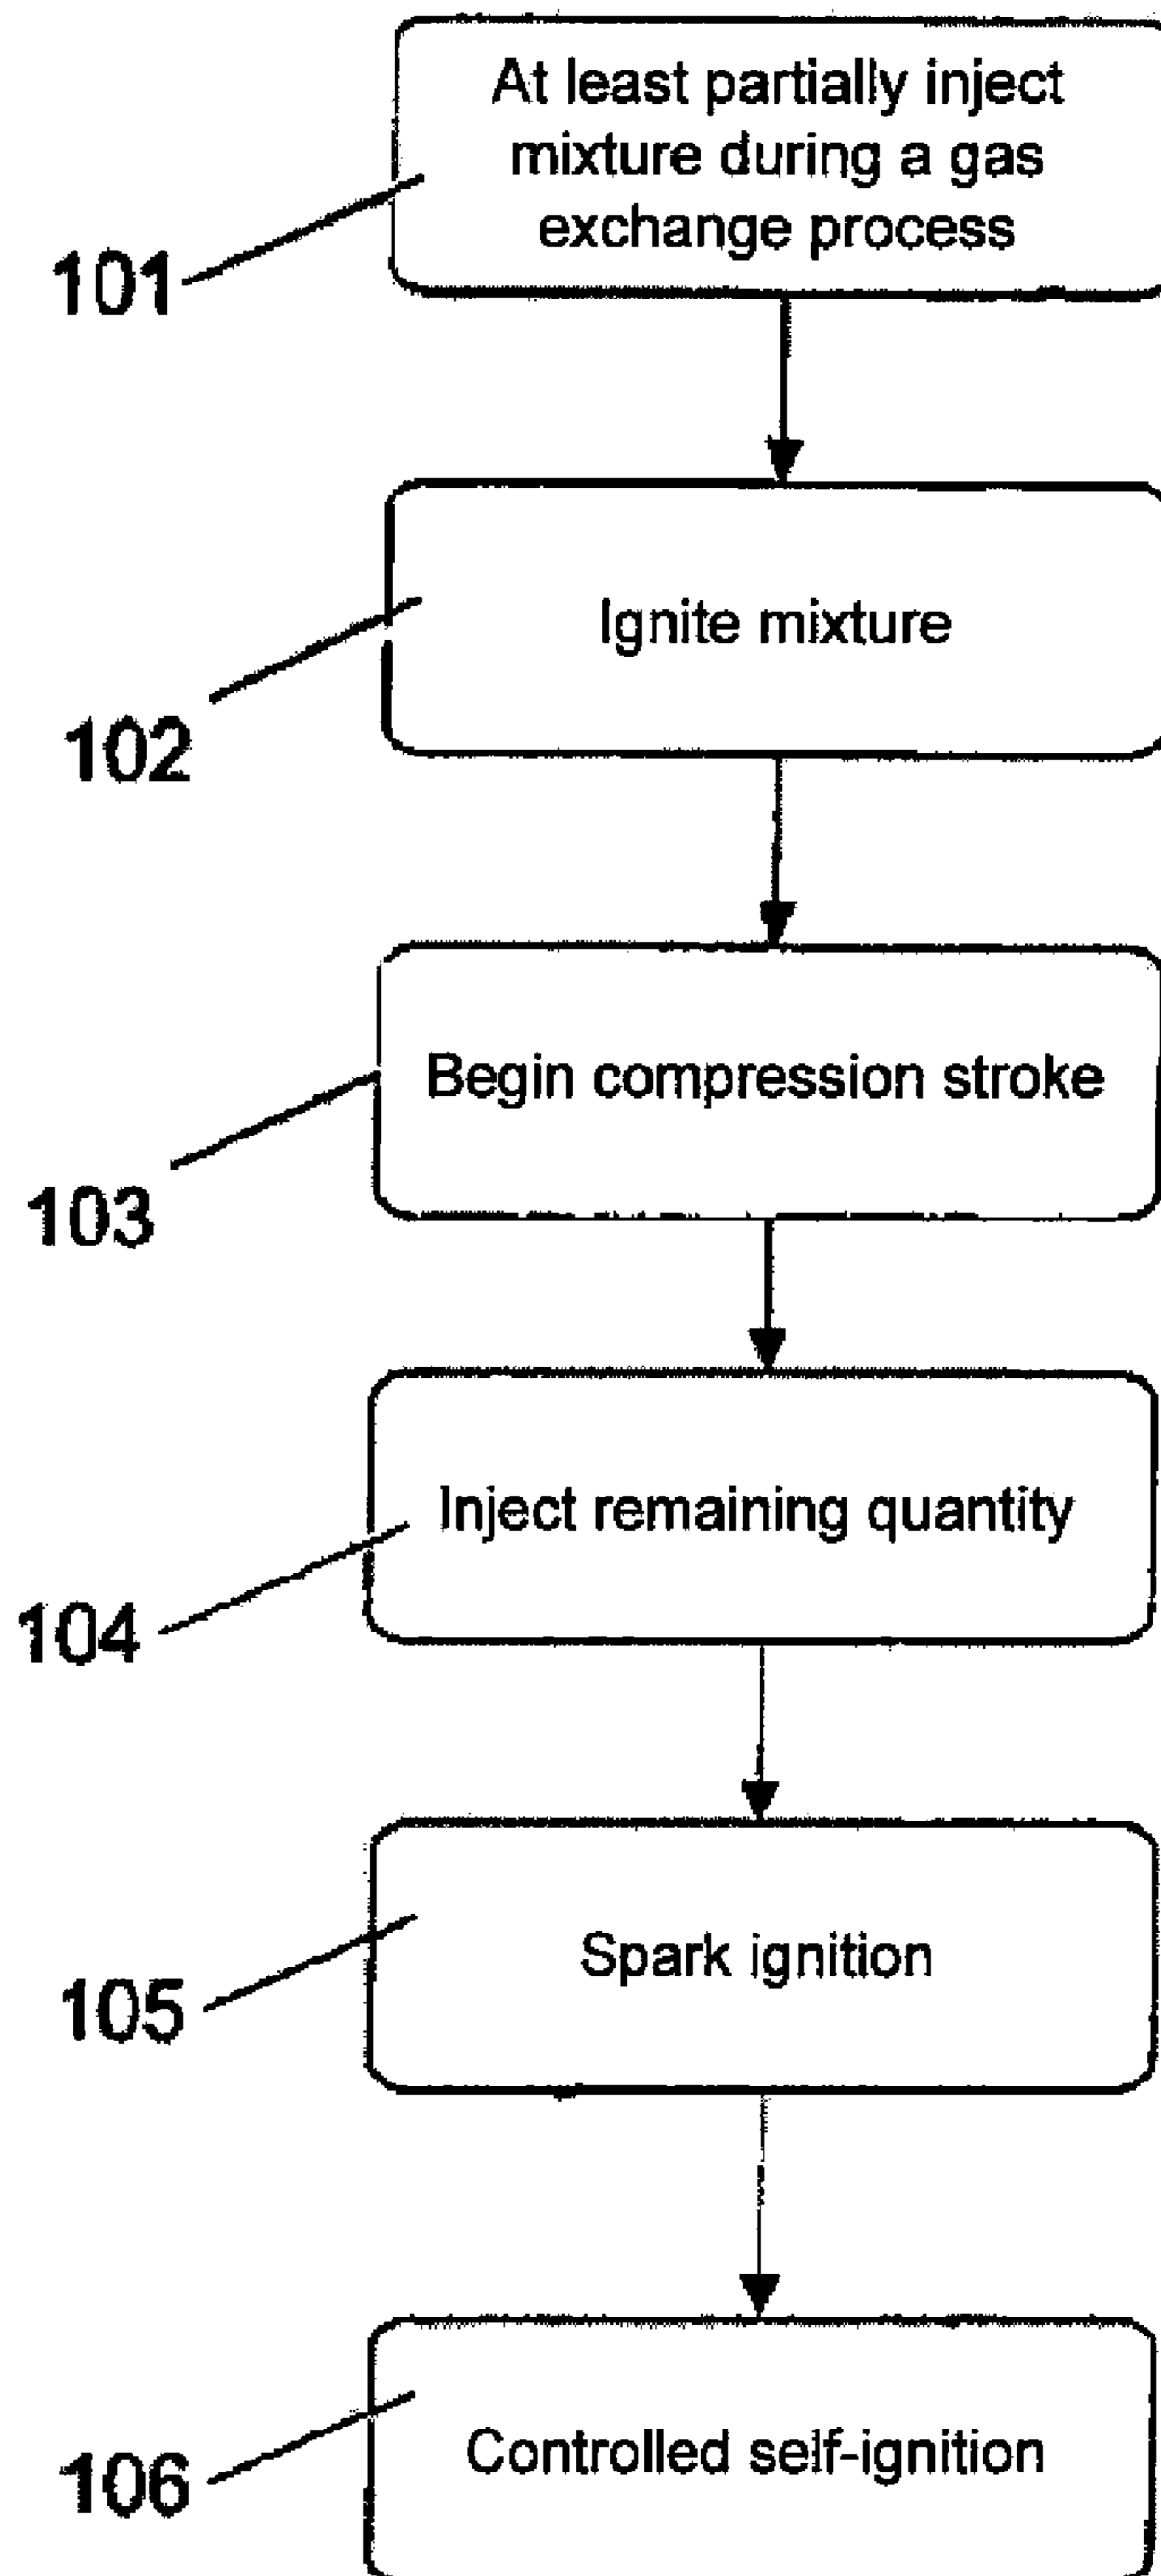 At least partially inject
mixture during a gas
exchange process
101
Ignite mixture
102
Begin compression stroke
103
Inject remaining quantity
104
Spark ignition
105
Controlled self-ignition
106